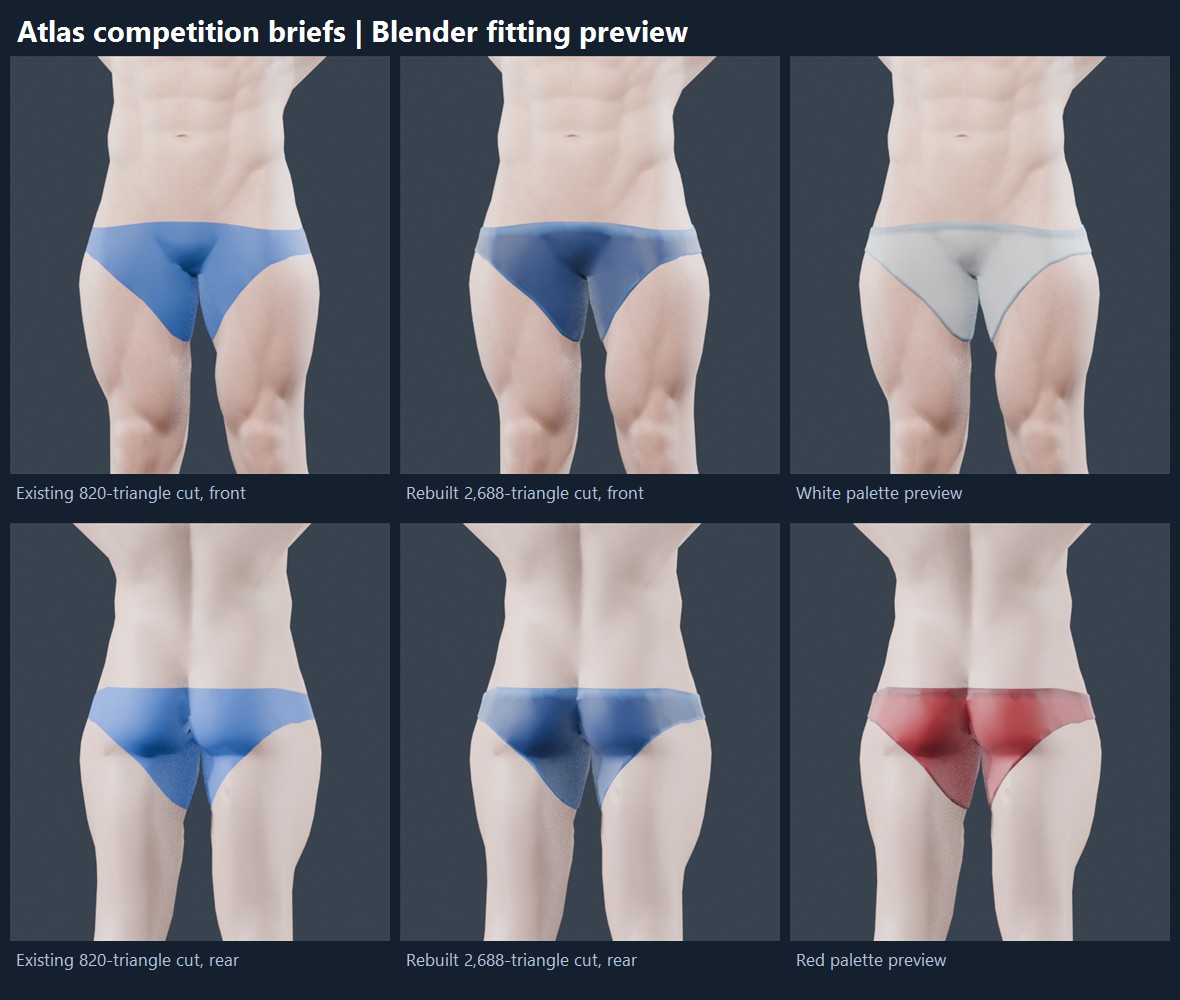 Atlas competition briefs | Blender fitting preview
Existing 820-triangle cut, front
Rebuilt 2,688-triangle cut, front
White palette preview
Existing 820-triangle cut, rear
Rebuilt 2,688-triangle cut, rear
Red palette preview